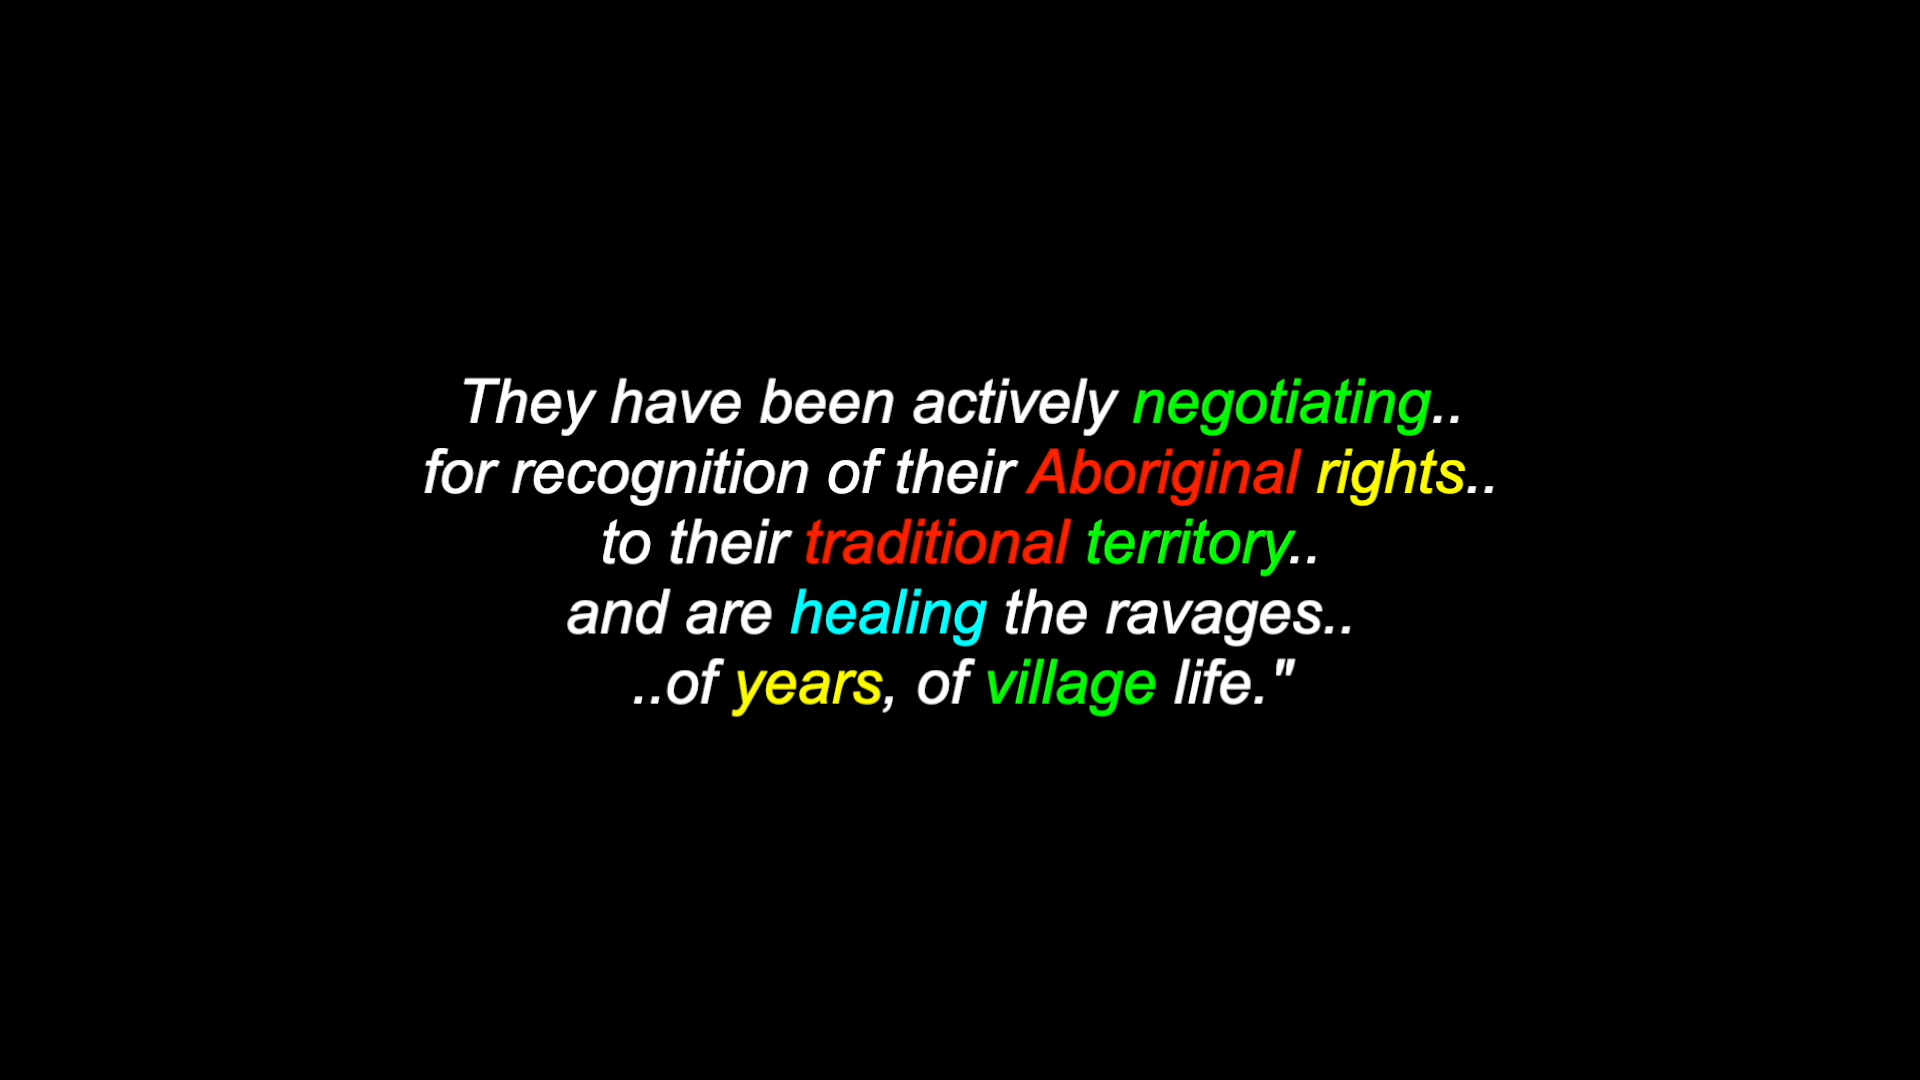 They have been actively negotiating..
for recognition of their Aboriginal rights..
to their traditional territory..
and are healing the ravages..
..of years, of village life."